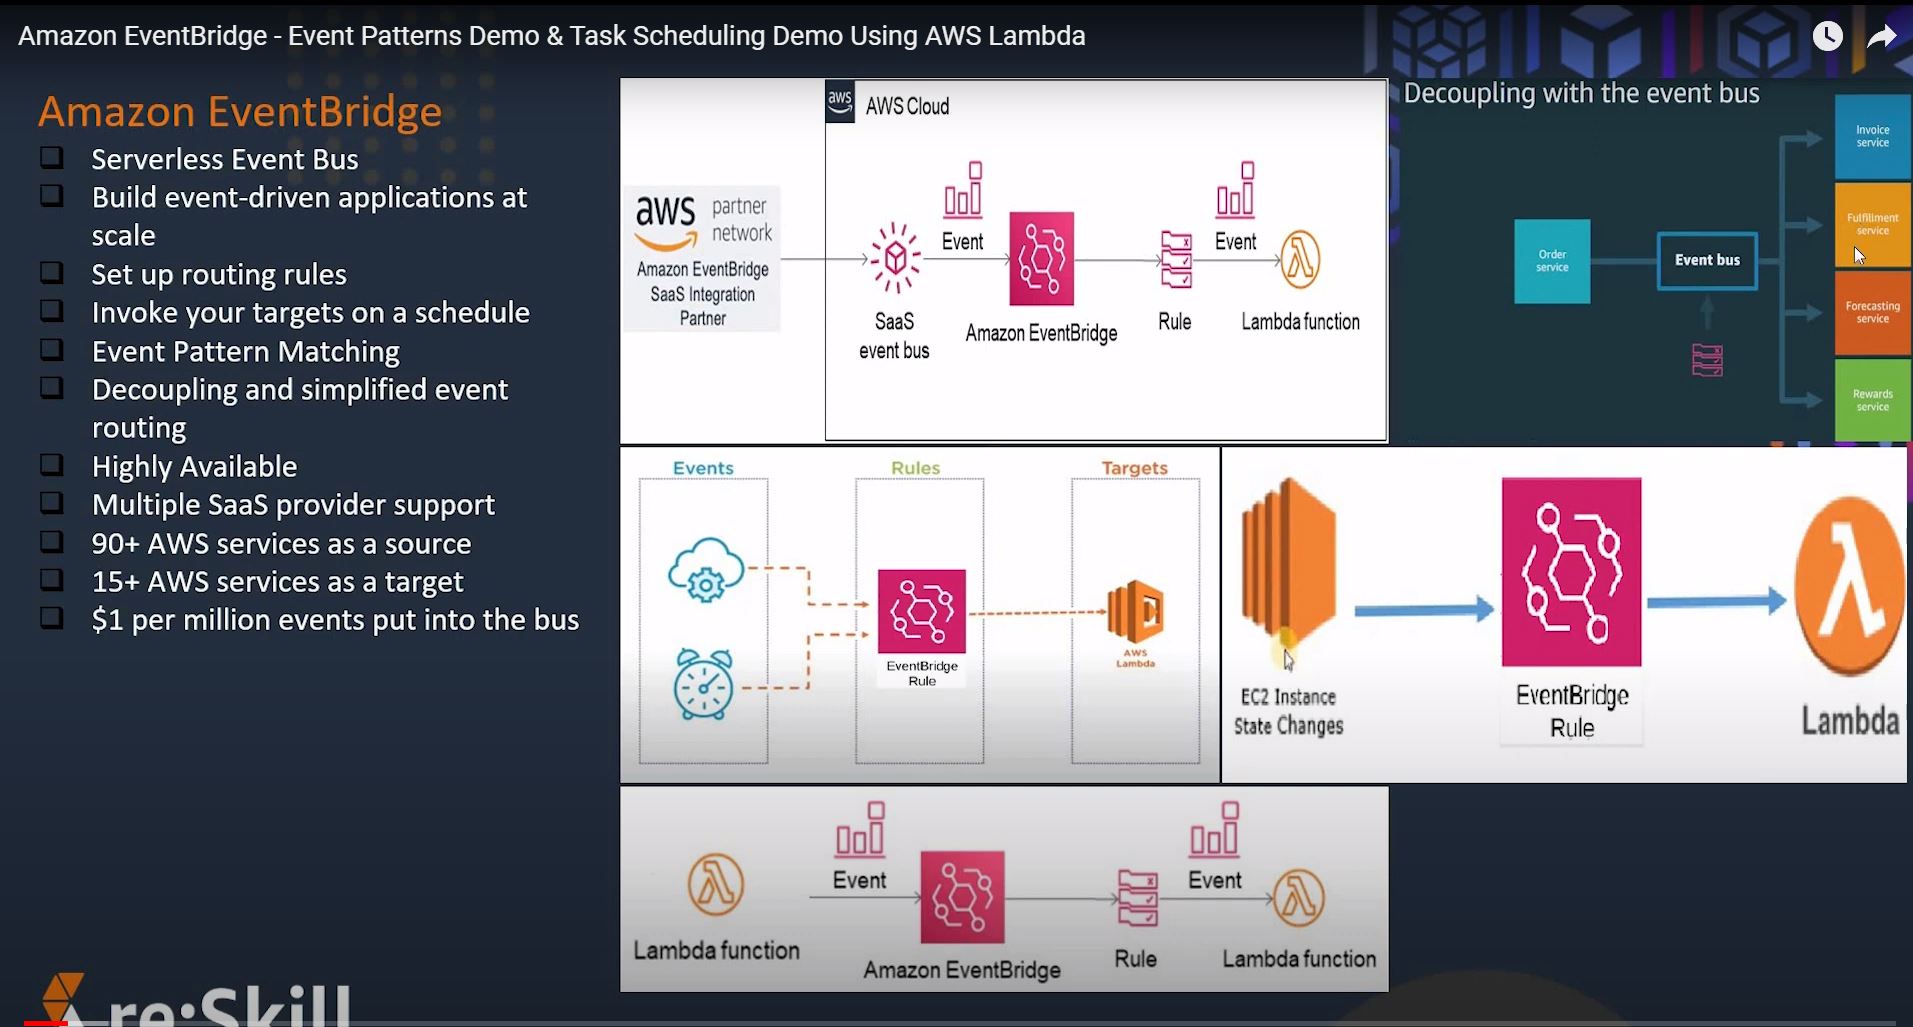 Amazon EventBridge - Event Patterns Demo & Task Scheduling Demo Using AWS Lambda
Amazon EventBridge
Serverless Event Bus
Build event-driven applications at
scale
Set up routing rules
Invoke your targets on a schedule
Event Pattern Matching
Decoupling and simplified event
routing
Highly Available
Multiple SaaS provider support
90+ AWS services as a source
15+ AWS services as a target
$1 per million events put into the bus
re:Skill
aws
AWS Cloud
aws partner
network
Amazon EventBridge
SaaS Integration
Partner
SaaS
event bus
Event
Amazon EventBridge
Rule
Event
Lambda function
Decoupling with the event bus
Order
service
Event bus
Invoice
service
Fulfillment
service
Forecasting
service
Rewards
service
Events
Rules
Targets
EventBridge
Rule
AWS
Lambda
EC2 Instance
State Changes
EventBridge
Rule
Lambda
Lambda function
Event
Amazon EventBridge
Rule
Event
Lambda function